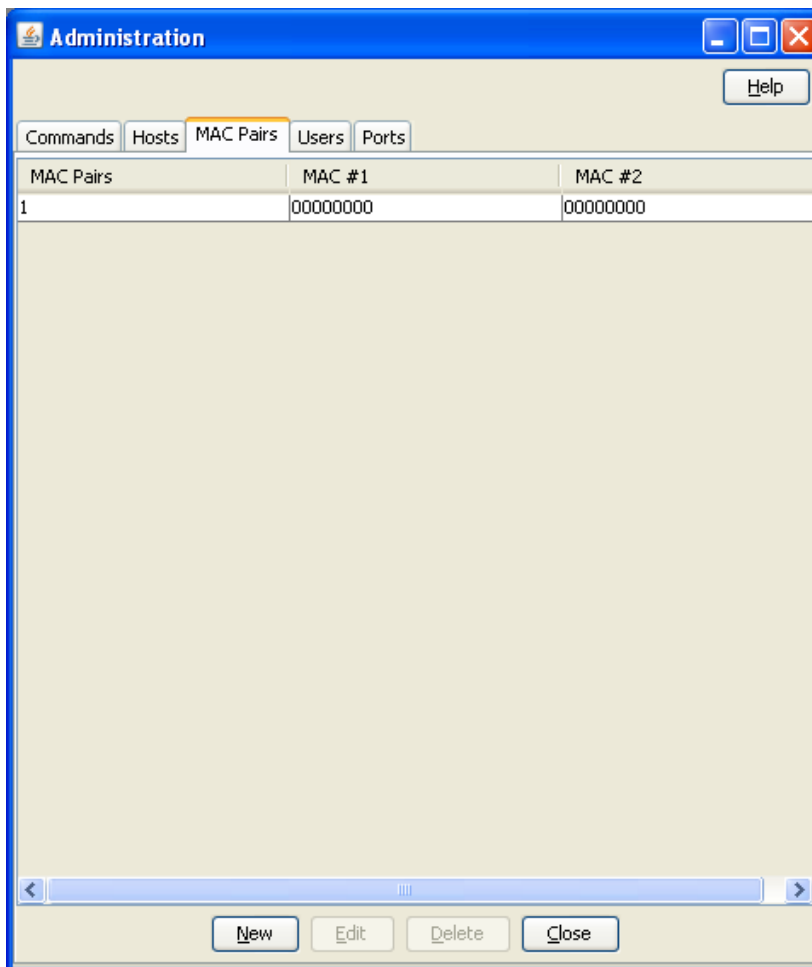 Administration
Help
Commands Hosts MAC Pairs Users Ports
MAC Pairs MAC #1 MAC #2
1 00000000 00000000
New Edit Delete Close